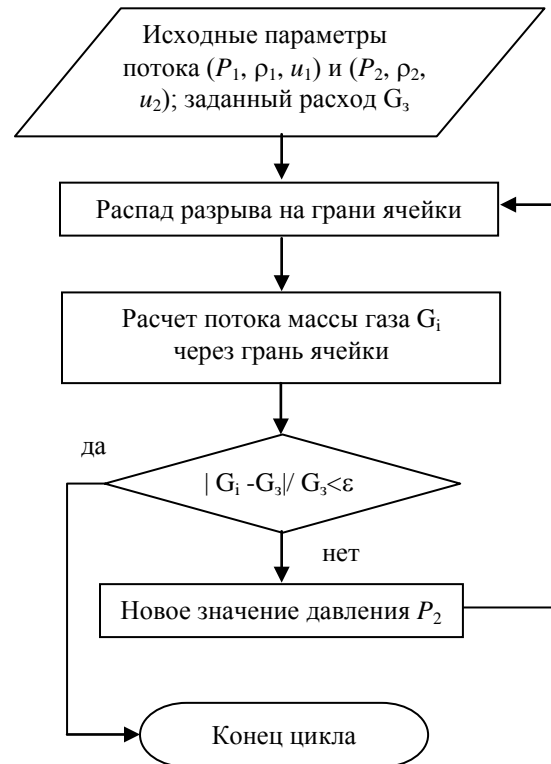 Исходные параметры
потока (P₁, ρ₁, u₁) и (P₂, ρ₂,
u₂); заданный расход Gз
Распад разрыва на грани ячейки
Расчет потока массы газа Gᵢ
через грань ячейки
да
| Gᵢ -Gз|/ Gз<ε
нет
Новое значение давления P₂
Конец цикла